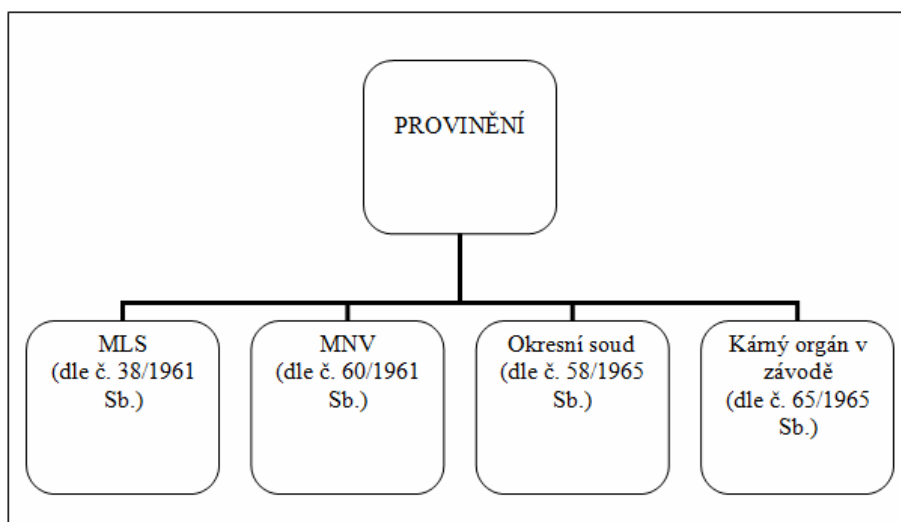 PROVINĚNÍ
MLS
(dle č. 38/1961
Sb.)
MNV
(dle č. 60/1961
Sb.)
Okresní soud
(dle č. 58/1965
Sb.)
Kárný orgán v
závodě
(dle č. 65/1965
Sb.)